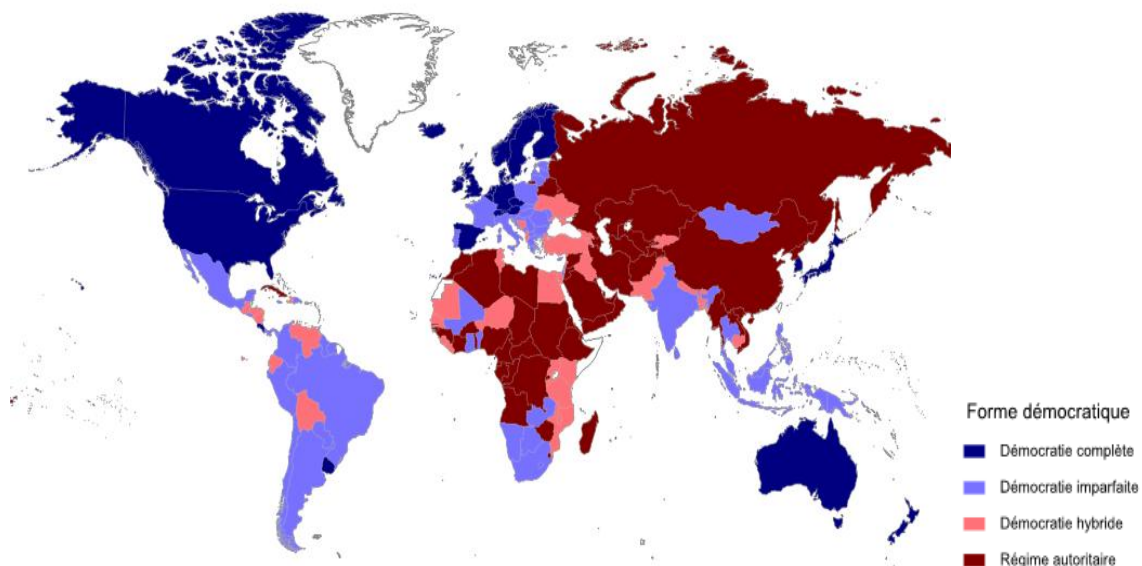 Forme démocratique
Démocratie complète
Démocratie imparfaite
Démocratie hybride
Régime autoritaire